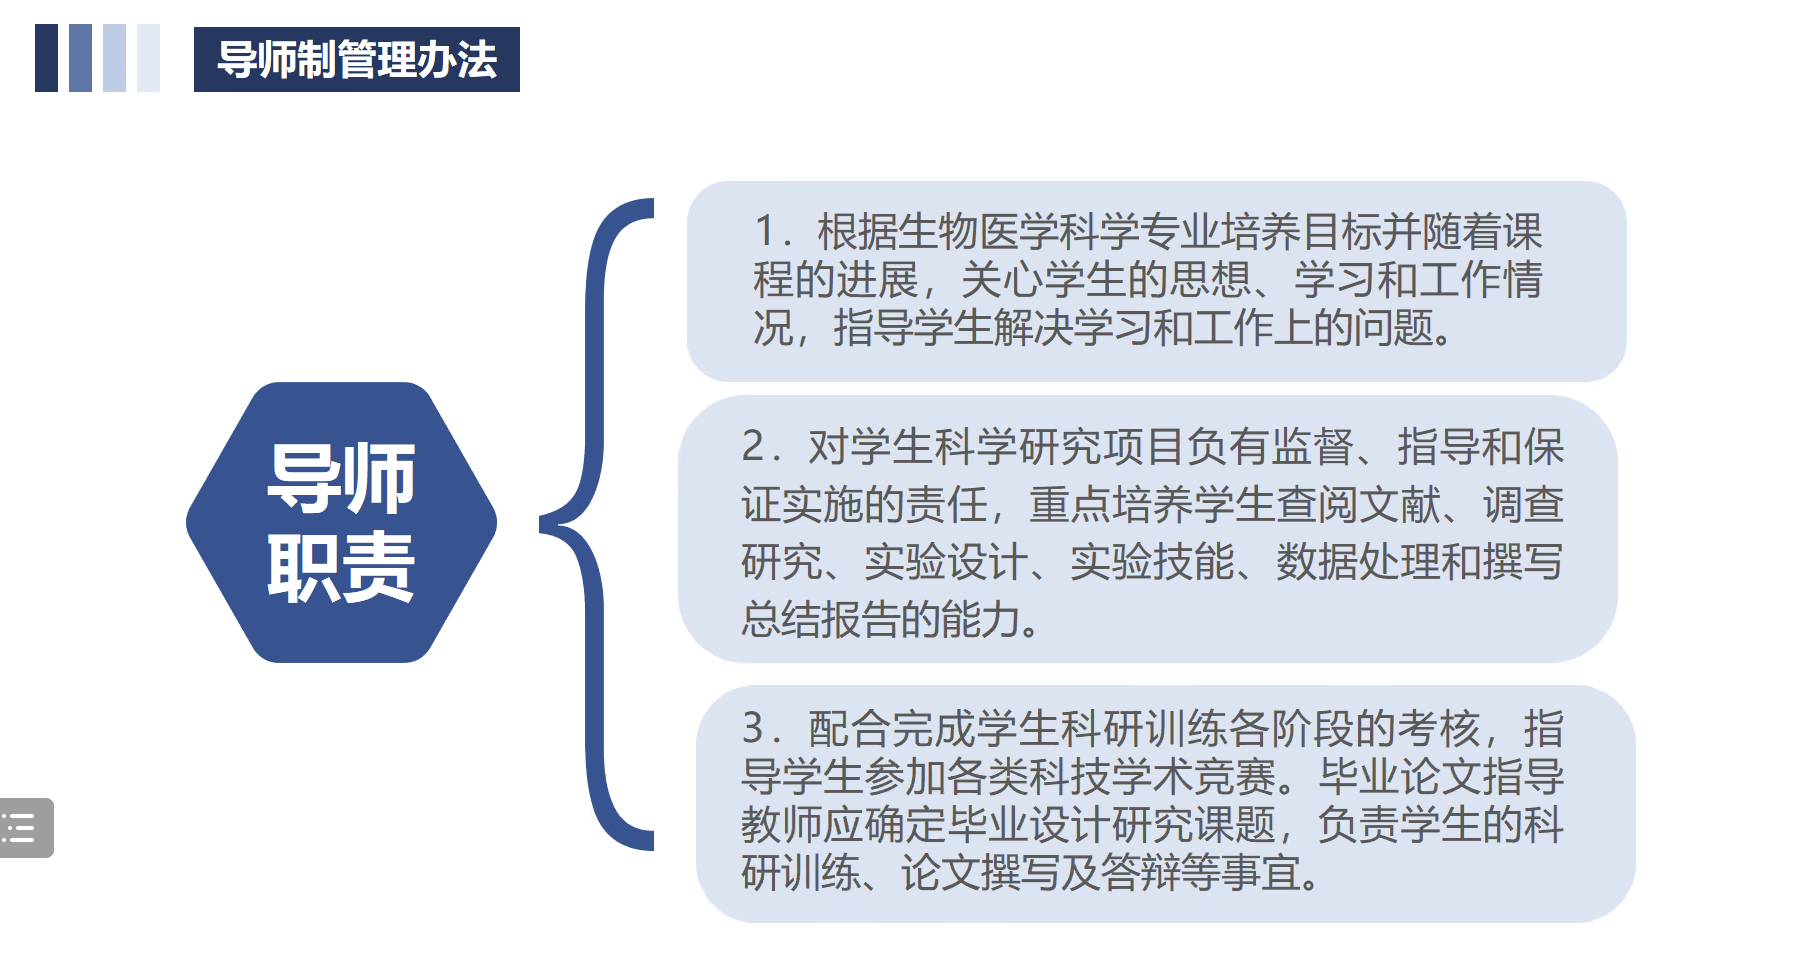 导师制管理办法
导师
职责
1．根据生物医学科学专业培养目标并随着课
程的进展，关心学生的思想、学习和工作情
况，指导学生解决学习和工作上的问题。
2．对学生科学研究项目负有监督、指导和保
证实施的责任，重点培养学生查阅文献、调查
研究、实验设计、实验技能、数据处理和撰写
总结报告的能力。
3．配合完成学生科研训练各阶段的考核，指
导学生参加各类科技学术竞赛。毕业论文指导
教师应确定毕业设计研究课题，负责学生的科
研训练、论文撰写及答辩等事宜。